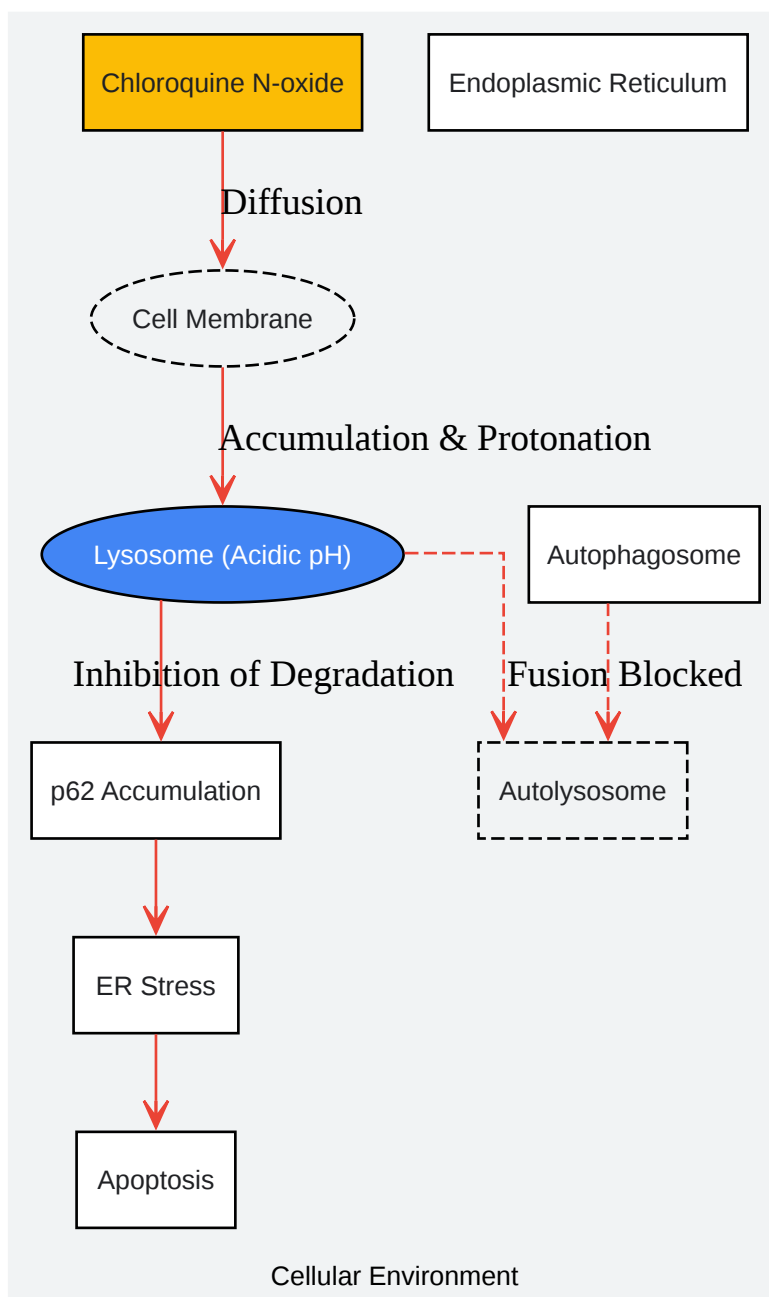 Chloroquine N-oxide
Endoplasmic Reticulum
Diffusion
Cell Membrane
Accumulation & Protonation
Lysosome (Acidic pH)
Autophagosome
Inhibition of Degradation
Fusion Blocked
p62 Accumulation
Autolysosome
ER Stress
Apoptosis
Cellular Environment